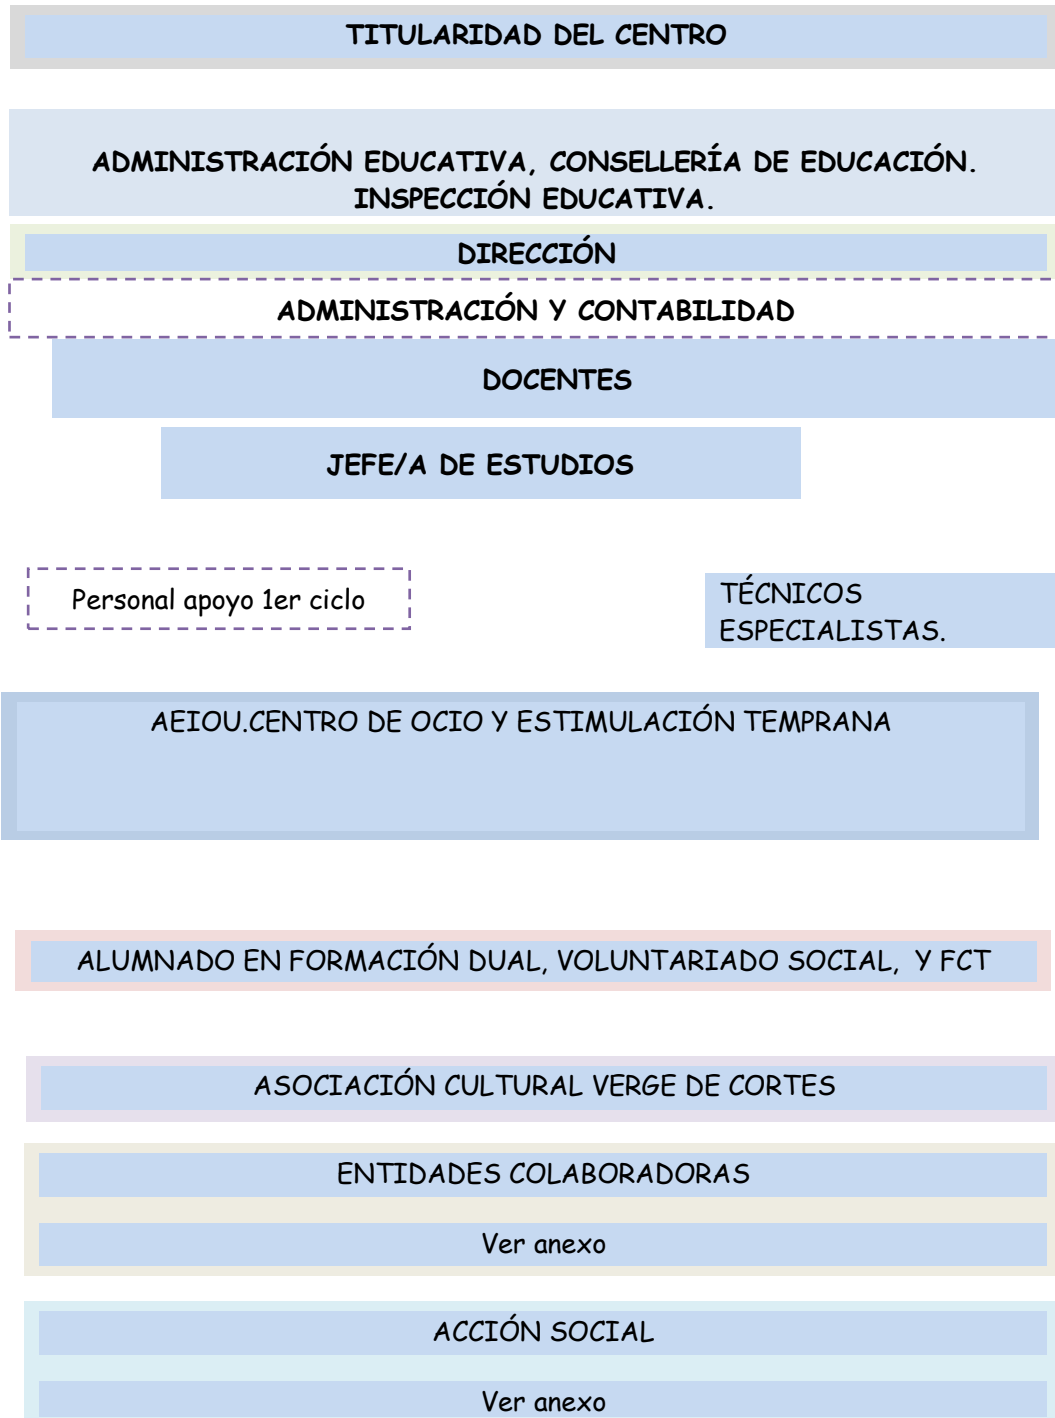 TITULARIDAD DEL CENTRO
ADMINISTRACIÓN EDUCATIVA, CONSELLERÍA DE EDUCACIÓN.
INSPECCIÓN EDUCATIVA.
DIRECCIÓN
ADMINISTRACIÓN Y CONTABILIDAD
DOCENTES
JEFE/A DE ESTUDIOS
Personal apoyo 1er ciclo
TÉCNICOS
ESPECIALISTAS.
AEIOU.CENTRO DE OCIO Y ESTIMULACIÓN TEMPRANA
ALUMNADO EN FORMACIÓN DUAL, VOLUNTARIADO SOCIAL, Y FCT
ASOCIACIÓN CULTURAL VERGE DE CORTES
ENTIDADES COLABORADORAS
Ver anexo
ACCIÓN SOCIAL
Ver anexo